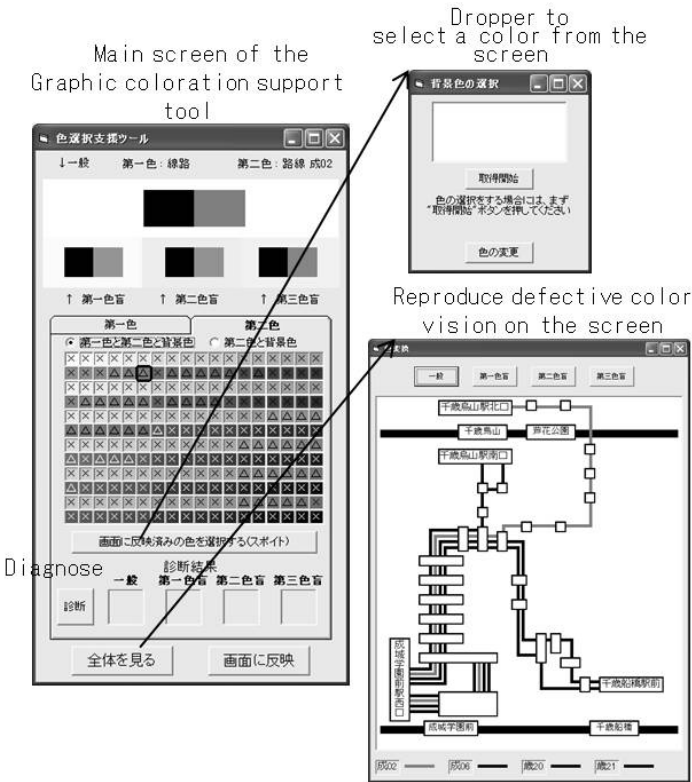 Main screen of the
Graphic coloration support
tool
色選択支援ツール
↓一般 第一色:線路 第二色:路線 成02
↑ 第一色盲 ↑ 第二色盲 ↑ 第三色盲
第一色 第二色
第一色と第二色と背景色 第二色と背景色
画面に反映済みの色を選択する(スポイト)
Diagnose
診断結果
一般 第一色盲 第二色盲 第三色盲
診断
全体を見る 画面に反映
Dropper to
select a color from the
screen
背景色の選択
取得開始
色の選択をする場合には、まず
"取得開始"ボタンを押してください
色の変更
Reproduce defective color
vision on the screen
一般 第一色盲 第二色盲 第三色盲
千歳烏山駅北口
千歳烏山 芦花公園
千歳烏山駅南口
成城学園前駅西口
千歳船橋駅前
成城学園前 千歳船橋
成02 成06 歳20 歳21